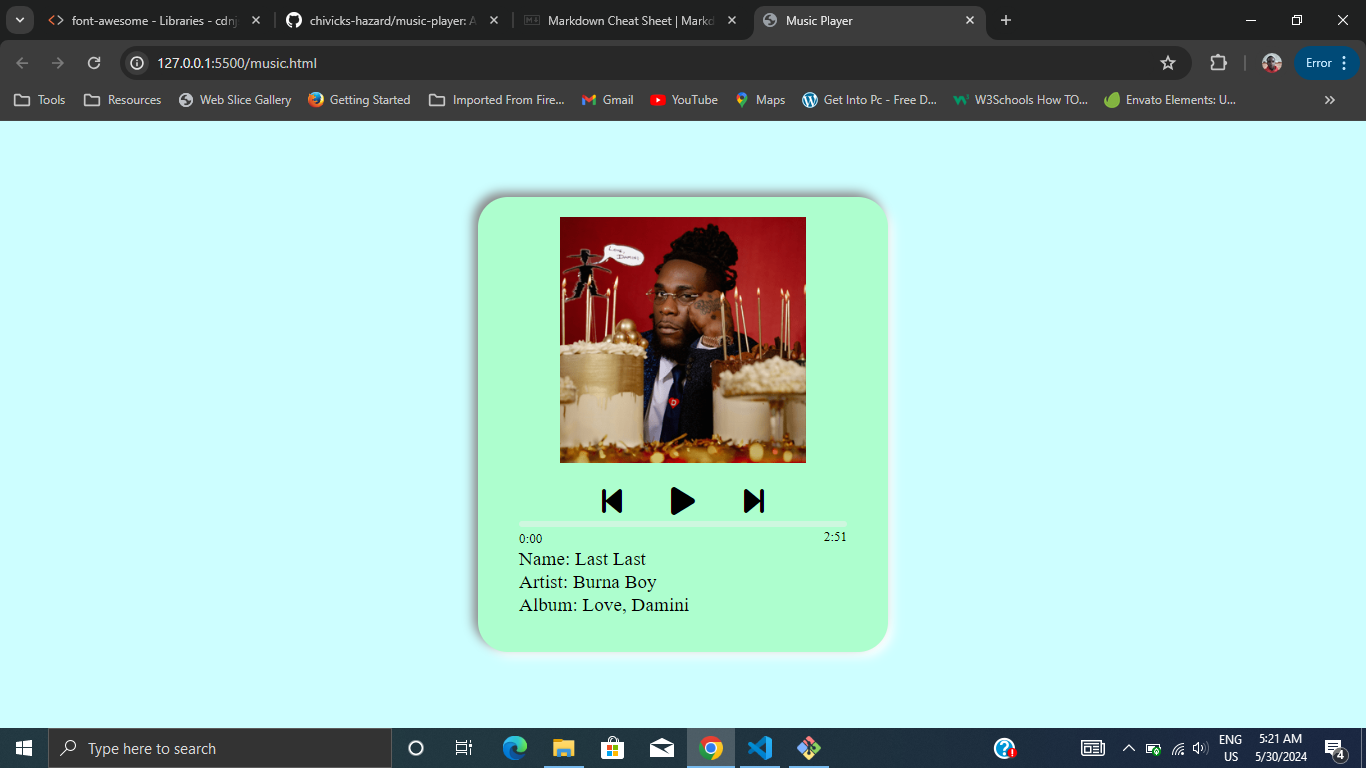 font-awesome - Libraries - cdnj
chivicks-hazard/music-player: A
Markdown Cheat Sheet | Markd
Music Player
127.0.0.1:5500/music.html
Error
Tools
Resources
Web Slice Gallery
Getting Started
Imported From Fire...
Gmail
YouTube
Maps
Get Into Pc - Free D...
W3Schools How TO...
Envato Elements: U...
Love, Damini
0:00
2:51
Name: Last Last
Artist: Burna Boy
Album: Love, Damini
Type here to search
ENG
US
5:21 AM
5/30/2024
4